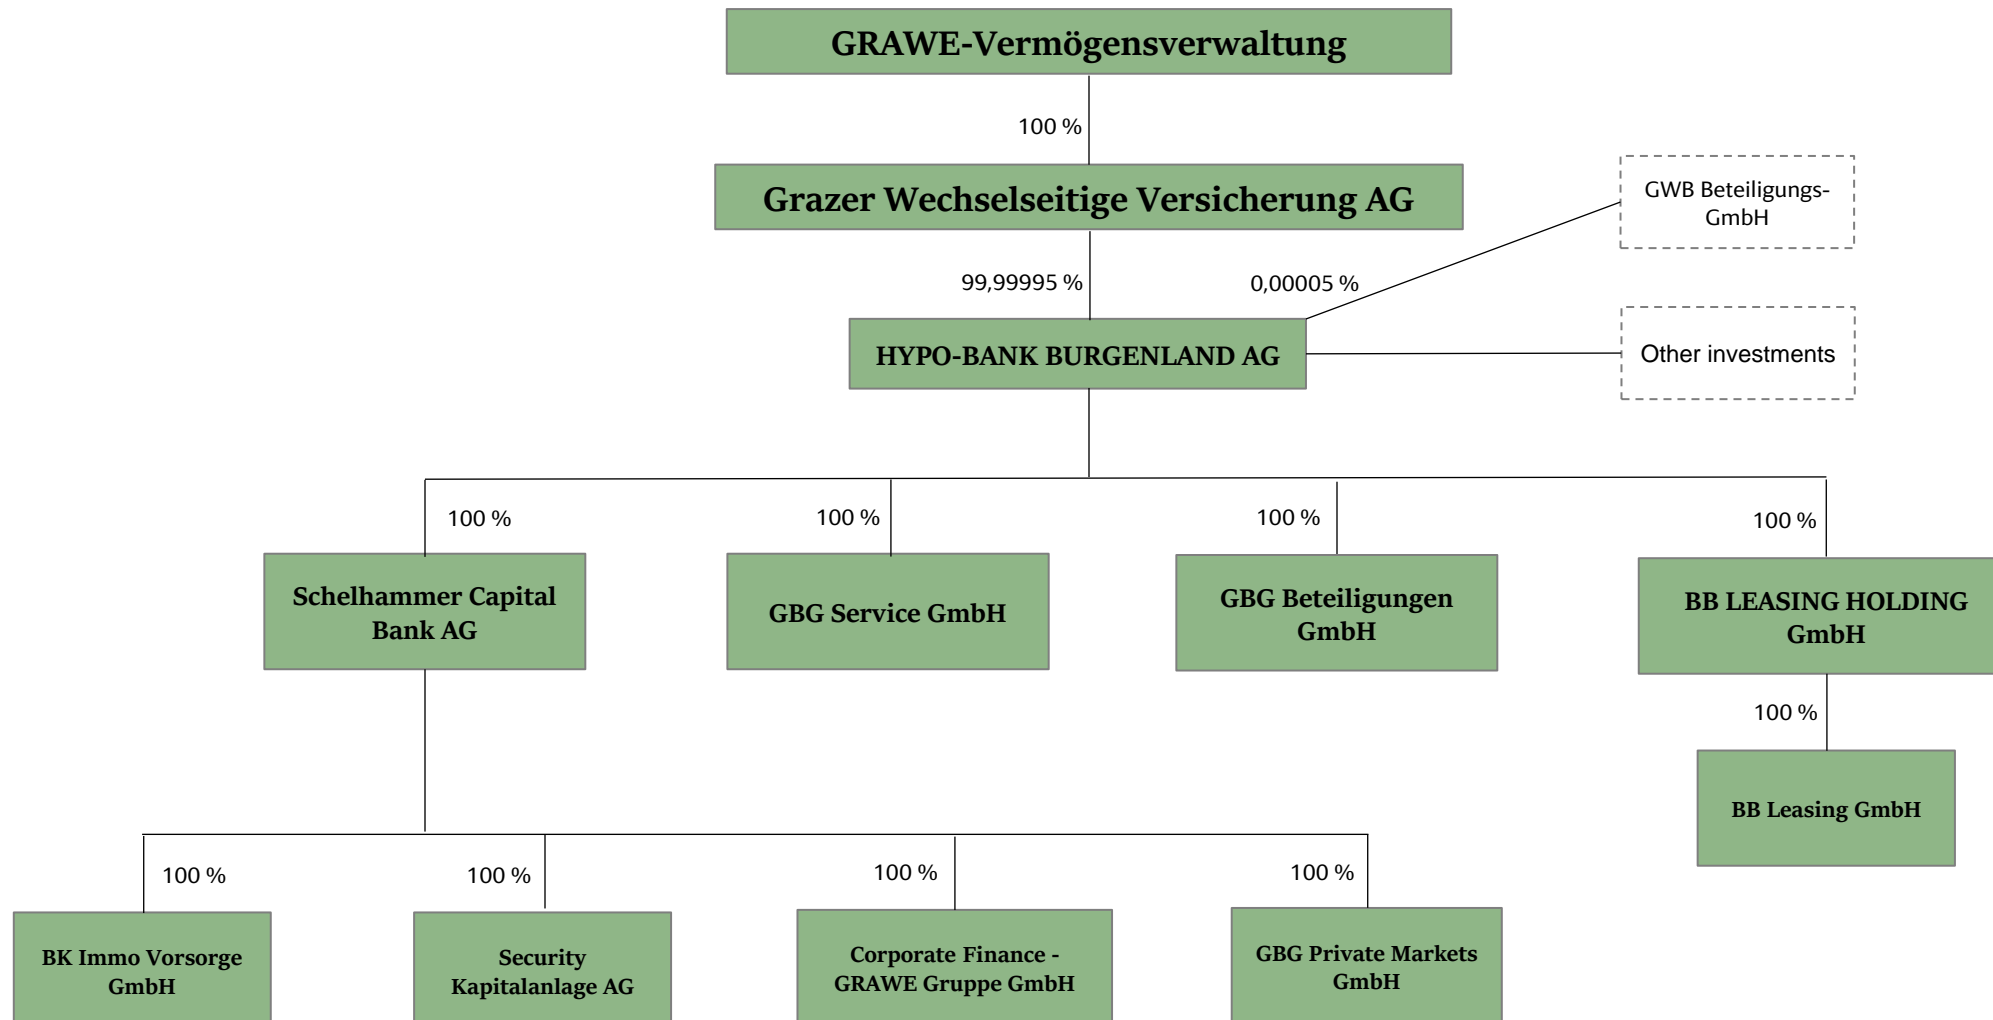 GRAWE-Vermögensverwaltung
100 %
Grazer Wechselseitige Versicherung AG
GWB Beteiligungs-
GmbH
99,99995 %
0,00005 %
HYPO-BANK BURGENLAND AG
Other investments
100 %
100 %
100 %
100 %
Schelhammer Capital
Bank AG
GBG Service GmbH
GBG Beteiligungen
GmbH
BB LEASING HOLDING
GmbH
100 %
BB Leasing GmbH
100 %
100 %
100 %
100 %
BK Immo Vorsorge
GmbH
Security
Kapitalanlage AG
Corporate Finance -
GRAWE Gruppe GmbH
GBG Private Markets
GmbH